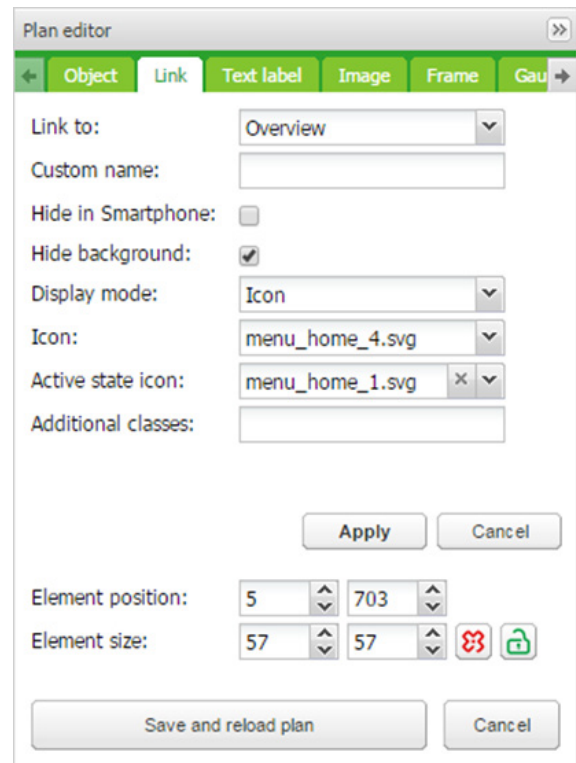 Plan editor
Object Link Text label Image Frame Gau
Link to: Overview
Custom name:
Hide in Smartphone:
Hide background:
Display mode: Icon
Icon: menu_home_4.svg
Active state icon: menu_home_1.svg
Additional classes:
Apply Cancel
Element position: 5 703
Element size: 57 57
Save and reload plan Cancel